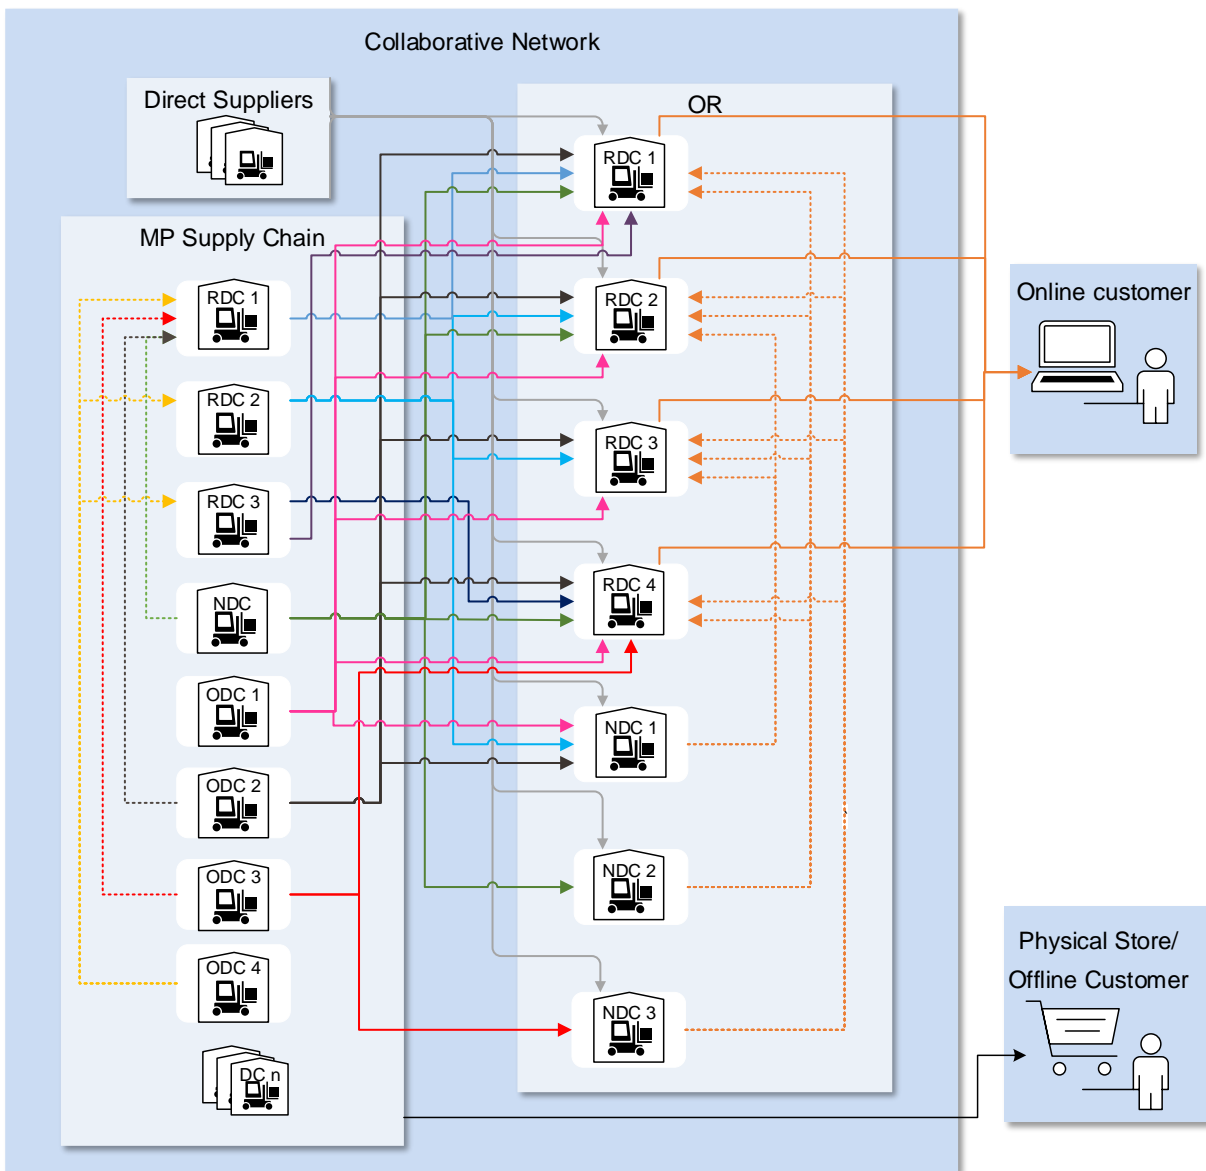 Collaborative Network
Direct Suppliers
OR
MP Supply Chain
RDC 1
RDC 2
RDC 3
NDC
ODC 1
ODC 2
ODC 3
ODC 4
DC n
RDC 1
RDC 2
RDC 3
RDC 4
NDC 1
NDC 2
NDC 3
Online customer
Physical Store/
Offline Customer